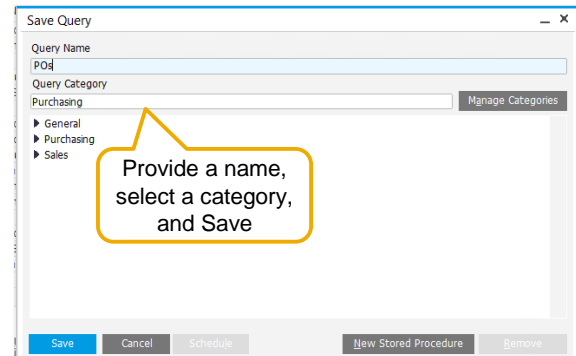 Save Query
Query Name
POs
Query Category
Purchasing
Manage Categories
General
Purchasing
Sales
Provide a name,
select a category,
and Save
Save Cancel Schedule New Stored Procedure Remove